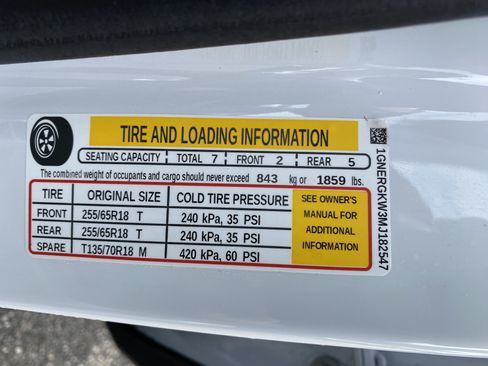 TIRE AND LOADING INFORMATION
SEATING CAPACITY TOTAL 7 FRONT 2 REAR 5
The combined weight of occupants and cargo should never exceed 843 kg or 1859 lbs.
TIRE ORIGINAL SIZE COLD TIRE PRESSURE
FRONT 255/65R18 T 240 kPa, 35 PSI
REAR 255/65R18 T 240 kPa, 35 PSI
SPARE T135/70R18 M 420 kPa, 60 PSI
SEE OWNER'S
MANUAL FOR
ADDITIONAL
INFORMATION
1GNERGKW3MJ182547